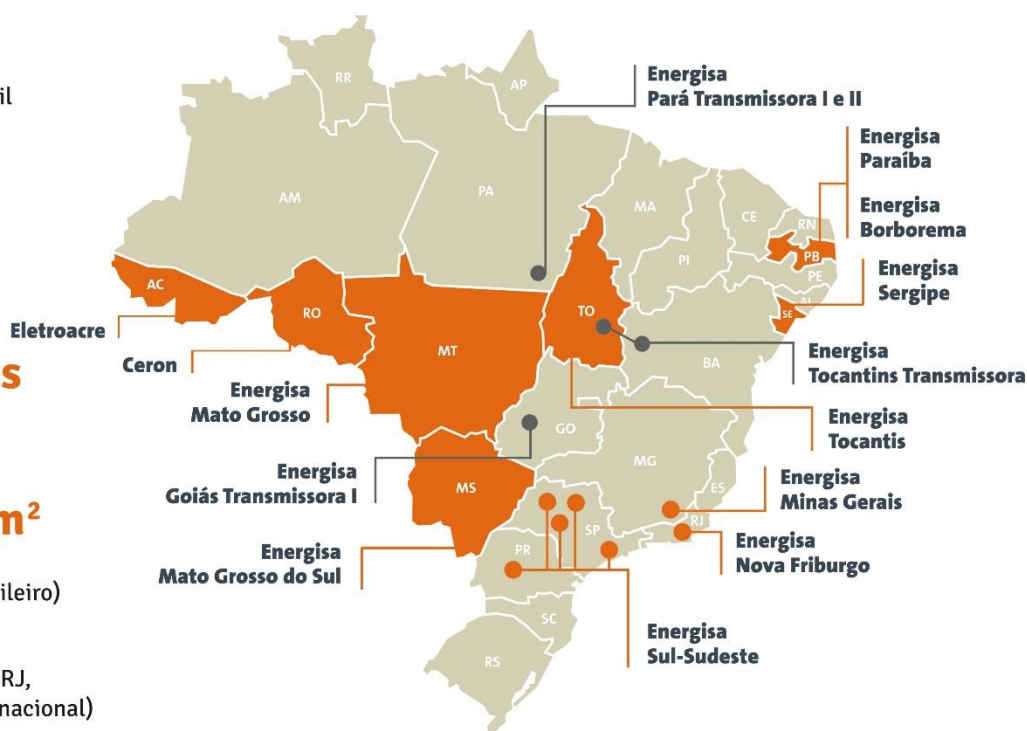 il
s
m²
ileiro)
RJ,
nacional)
RR
AP
AM
PA
MA
CE
RN
PB
PE
PI
AL
SE
AC
RO
MT
TO
BA
GO
MG
ES
MS
SP
RJ
PR
SC
RS
Energisa
Pará Transmissora I e II
Energisa
Paraíba
Energisa
Borborema
Energisa
Sergipe
Energisa
Tocantins Transmissora
Energisa
Tocantis
Energisa
Minas Gerais
Energisa
Nova Friburgo
Energisa
Sul-Sudeste
Eletroacre
Ceron
Energisa
Mato Grosso
Energisa
Goiás Transmissora I
Energisa
Mato Grosso do Sul